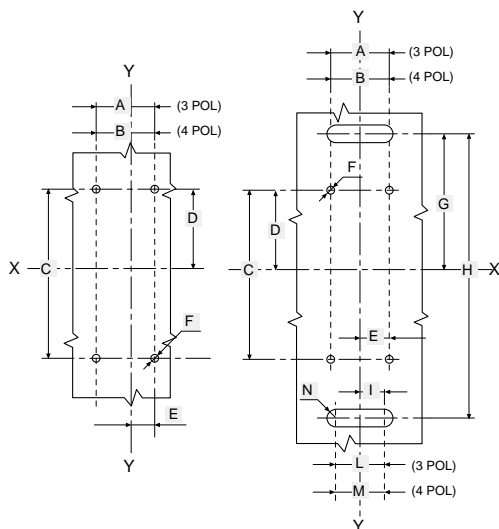 Y
A (3 POL)
B (4 POL)
C
D
X
F
E
Y
Y
A (3 POL)
B (4 POL)
F
G
D
C
H
X
E
N
I
L (3 POL)
M (4 POL)
Y